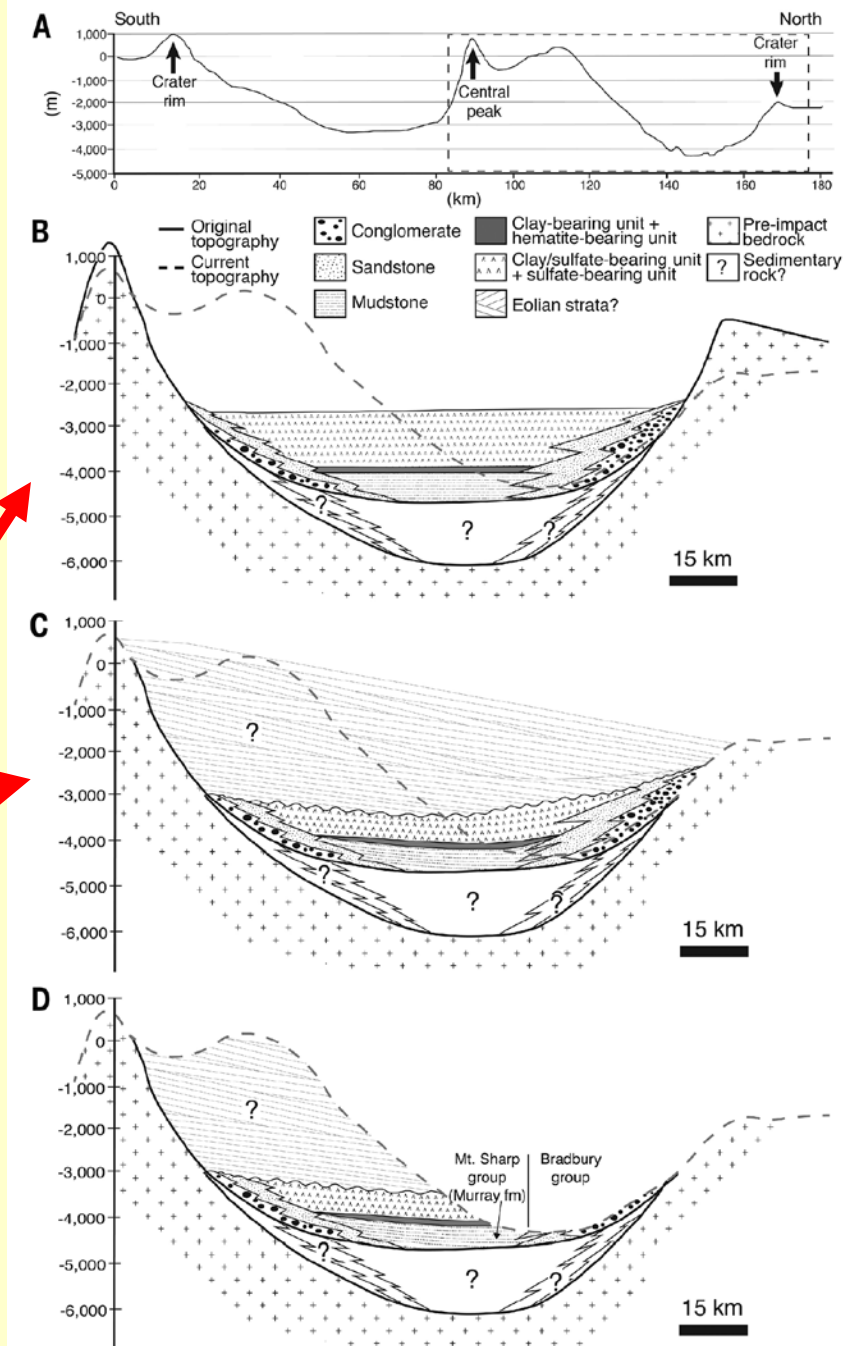 A
South
North
1,000
0
-1,000
-2,000
-3,000
-4,000
-5,000
(m)
Crater
rim
Central
peak
Crater
rim
0 20 40 60 80 100 120 140 160 180
(km)
B
Original
topography
Current
topography
Conglomerate
Sandstone
Mudstone
Clay-bearing unit +
hematite-bearing unit
Clay/sulfate-bearing unit
+ sulfate-bearing unit
Eolian strata?
Pre-impact
bedrock
? Sedimentary
rock?
1,000
0
-1,000
-2,000
-3,000
-4,000
-5,000
-6,000
? ? ?
15 km
C
1,000
0
-1,000
-2,000
-3,000
-4,000
-5,000
-6,000
?
? ? ?
15 km
D
1,000
0
-1,000
-2,000
-3,000
-4,000
-5,000
-6,000
?
Mt. Sharp
group
(Murray fm)
Bradbury
group
? ? ?
15 km